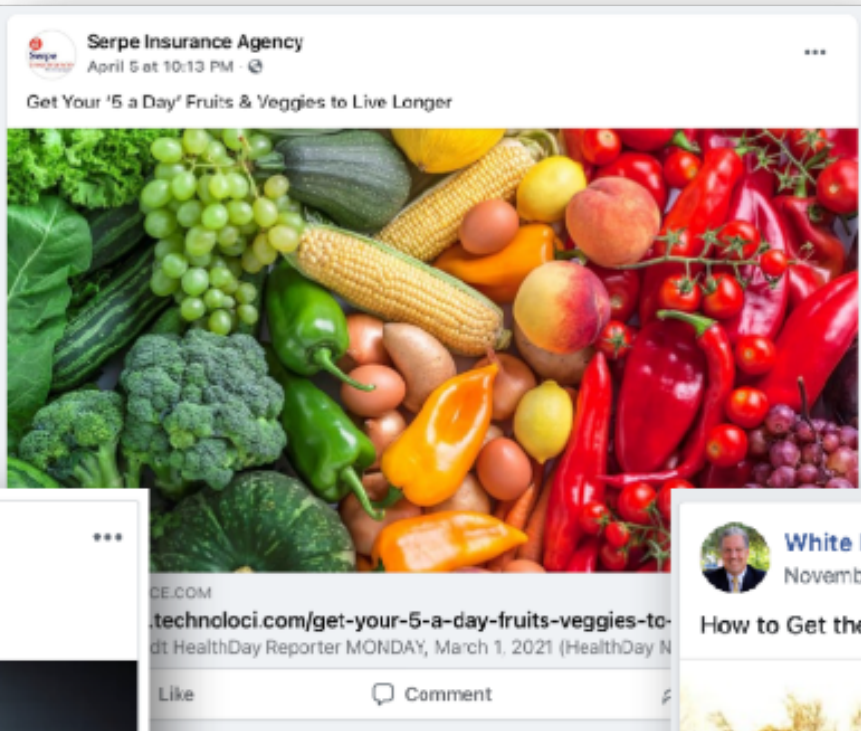 Serpe Insurance Agency
April 5 at 10:13 PM ·
Get Your '5 a Day' Fruits & Veggies to Live Longer
CE.COM
.technoloci.com/get-your-5-a-day-fruits-veggies-to-
dt HealthDay Reporter MONDAY, March 1, 2021 (HealthDay N
Like
Comment
White
Novemb
How to Get the